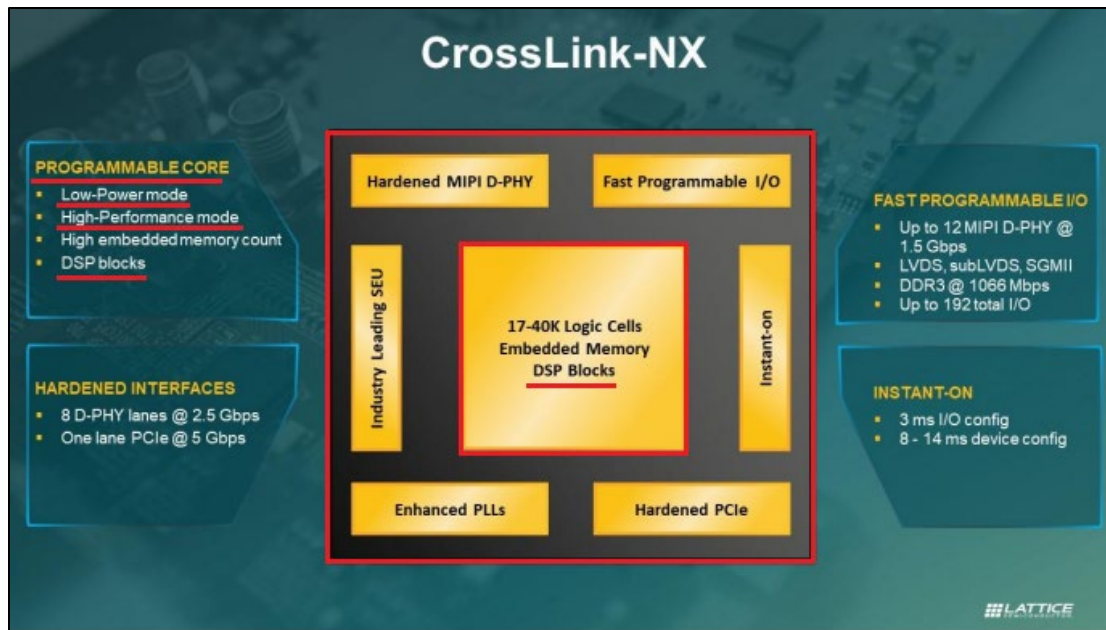 CrossLink-NX
PROGRAMMABLE CORE
Low-Power mode
High-Performance mode
High embedded memory count
DSP blocks
HARDENED INTERFACES
8 D-PHY lanes @ 2.5 Gbps
One lane PCIe @ 5 Gbps
Hardened MIPI D-PHY
Fast Programmable I/O
Industry Leading SEU
17-40K Logic Cells
Embedded Memory
DSP Blocks
Instant-on
Enhanced PLLs
Hardened PCIe
FAST PROGRAMMABLE I/O
Up to 12 MIPI D-PHY @
1.5 Gbps
LVDS, subLVDS, SGMII
DDR3 @ 1066 Mbps
Up to 192 total I/O
INSTANT-ON
3 ms I/O config
8 - 14 ms device config
LATTICE
SEMICONDUCTOR